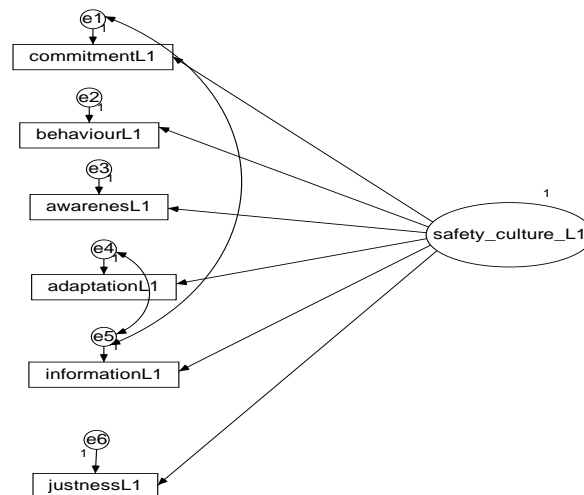 e1
1
commitmentL1
e2
1
behaviourL1
e3
1
awarenesL1
1
safety_culture_L1
e4
1
adaptationL1
e5
1
informationL1
e6
1
justnessL1